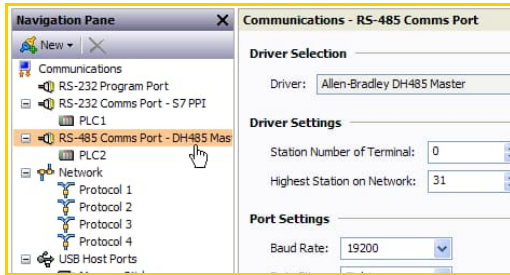 Navigation Pane X
New
Communications
RS-232 Program Port
RS-232 Comms Port - S7 PPI
PLC1
RS-485 Comms Port - DH485 Mas
PLC2
Network
Protocol 1
Protocol 2
Protocol 3
Protocol 4
USB Host Ports
Communications - RS-485 Comms Port
Driver Selection
Driver: Allen-Bradley DH485 Master
Driver Settings
Station Number of Terminal: 0
Highest Station on Network: 31
Port Settings
Baud Rate: 19200